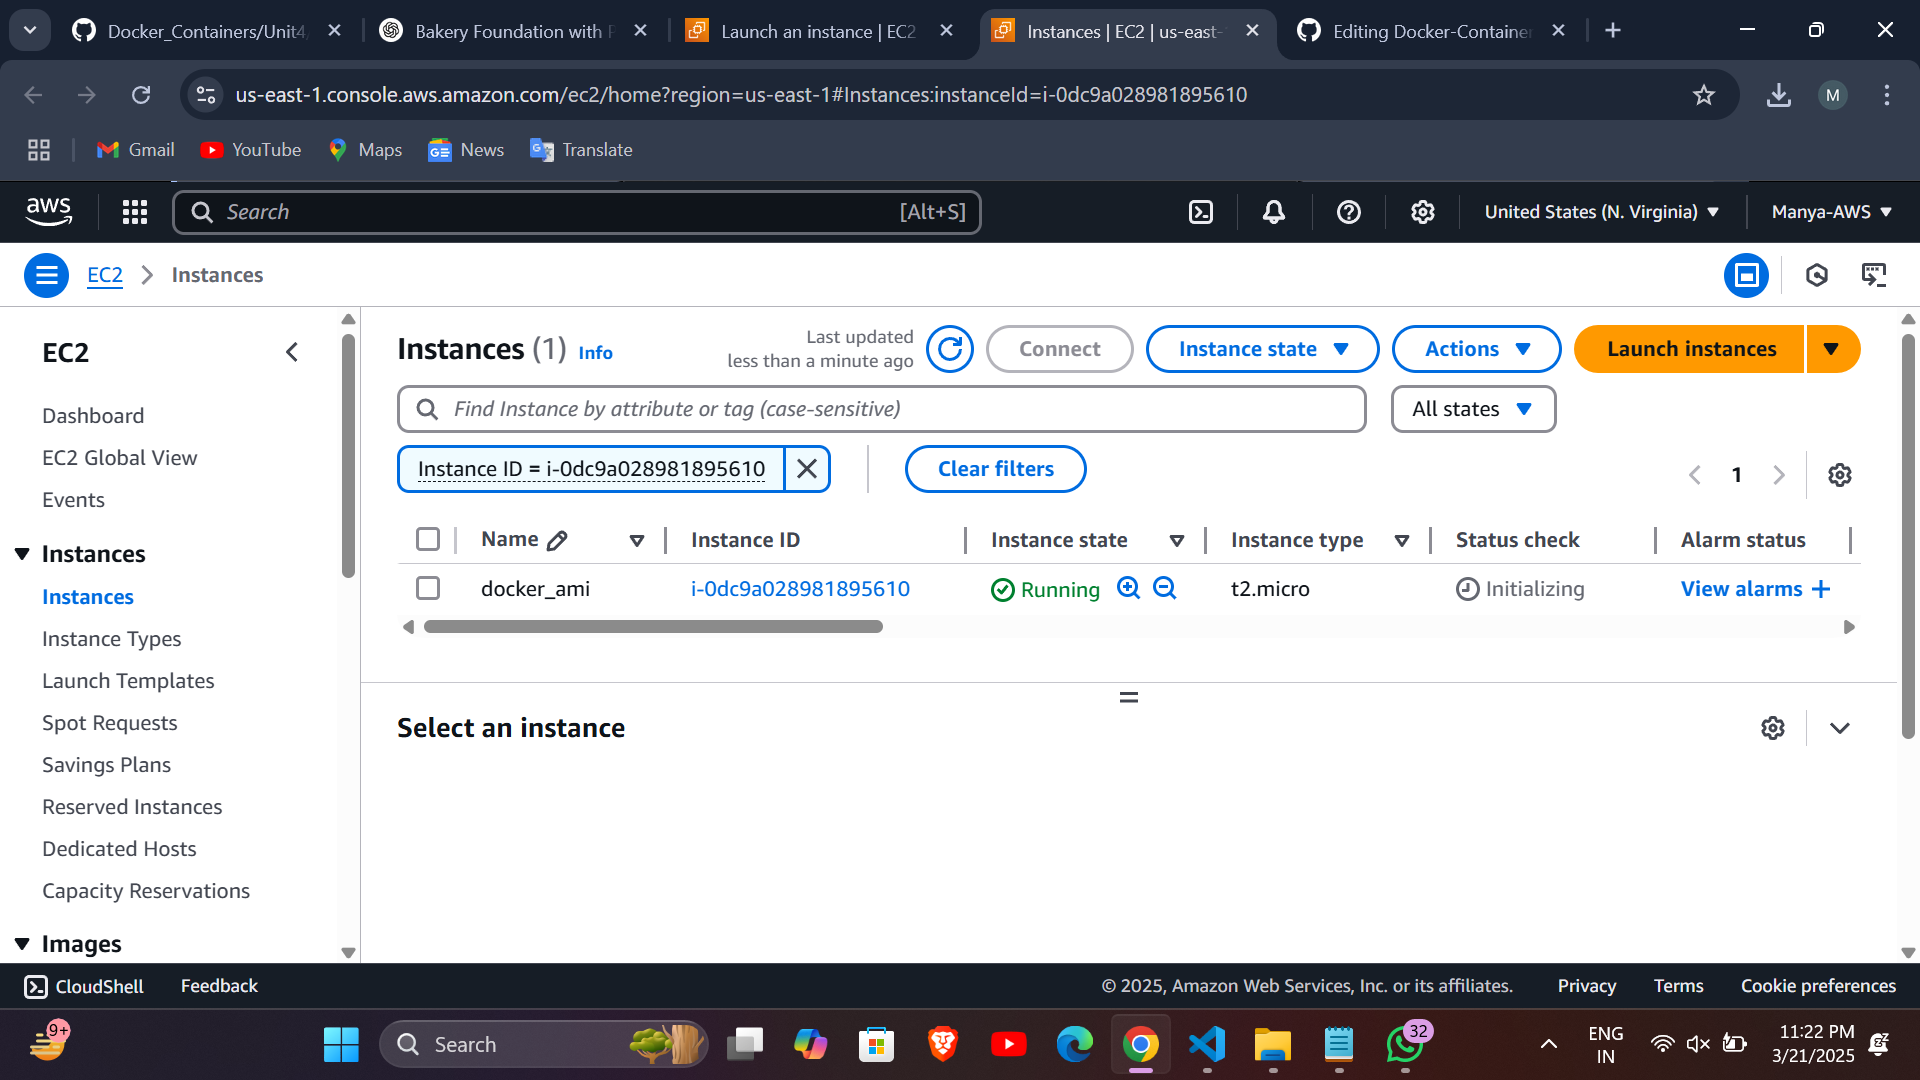 Docker_Containers/Unit4
Bakery Foundation with P
Launch an instance | EC2
Instances | EC2 | us-east-
Editing Docker-Container
us-east-1.console.aws.amazon.com/ec2/home?region=us-east-1#Instances:instanceId=i-0dc9a028981895610
M
Gmail
YouTube
Maps
News
Translate
aws
Search
[Alt+S]
United States (N. Virginia)
Manya-AWS
EC2
Instances
EC2
Dashboard
EC2 Global View
Events
Instances
Instances
Instance Types
Launch Templates
Spot Requests
Savings Plans
Reserved Instances
Dedicated Hosts
Capacity Reservations
Images
Instances (1) Info
Last updated
less than a minute ago
Connect
Instance state
Actions
Launch instances
Find Instance by attribute or tag (case-sensitive)
All states
Instance ID = i-0dc9a028981895610
Clear filters
1
Name
Instance ID
Instance state
Instance type
Status check
Alarm status
docker_ami
i-0dc9a028981895610
Running
t2.micro
Initializing
View alarms +
Select an instance
CloudShell
Feedback
© 2025, Amazon Web Services, Inc. or its affiliates.
Privacy
Terms
Cookie preferences
9+
Search
32
ENG
IN
11:22 PM
3/21/2025